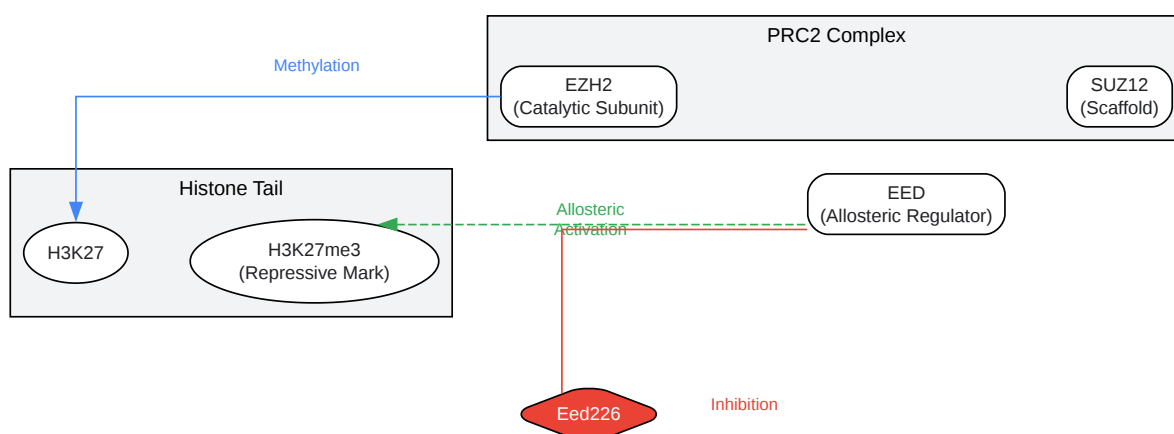 PRC2 Complex
Methylation
EZH2
(Catalytic Subunit)
SUZ12
(Scaffold)
Histone Tail
EED
(Allosteric Regulator)
Allosteric
Activation
H3K27
H3K27me3
(Repressive Mark)
Eed226
Inhibition